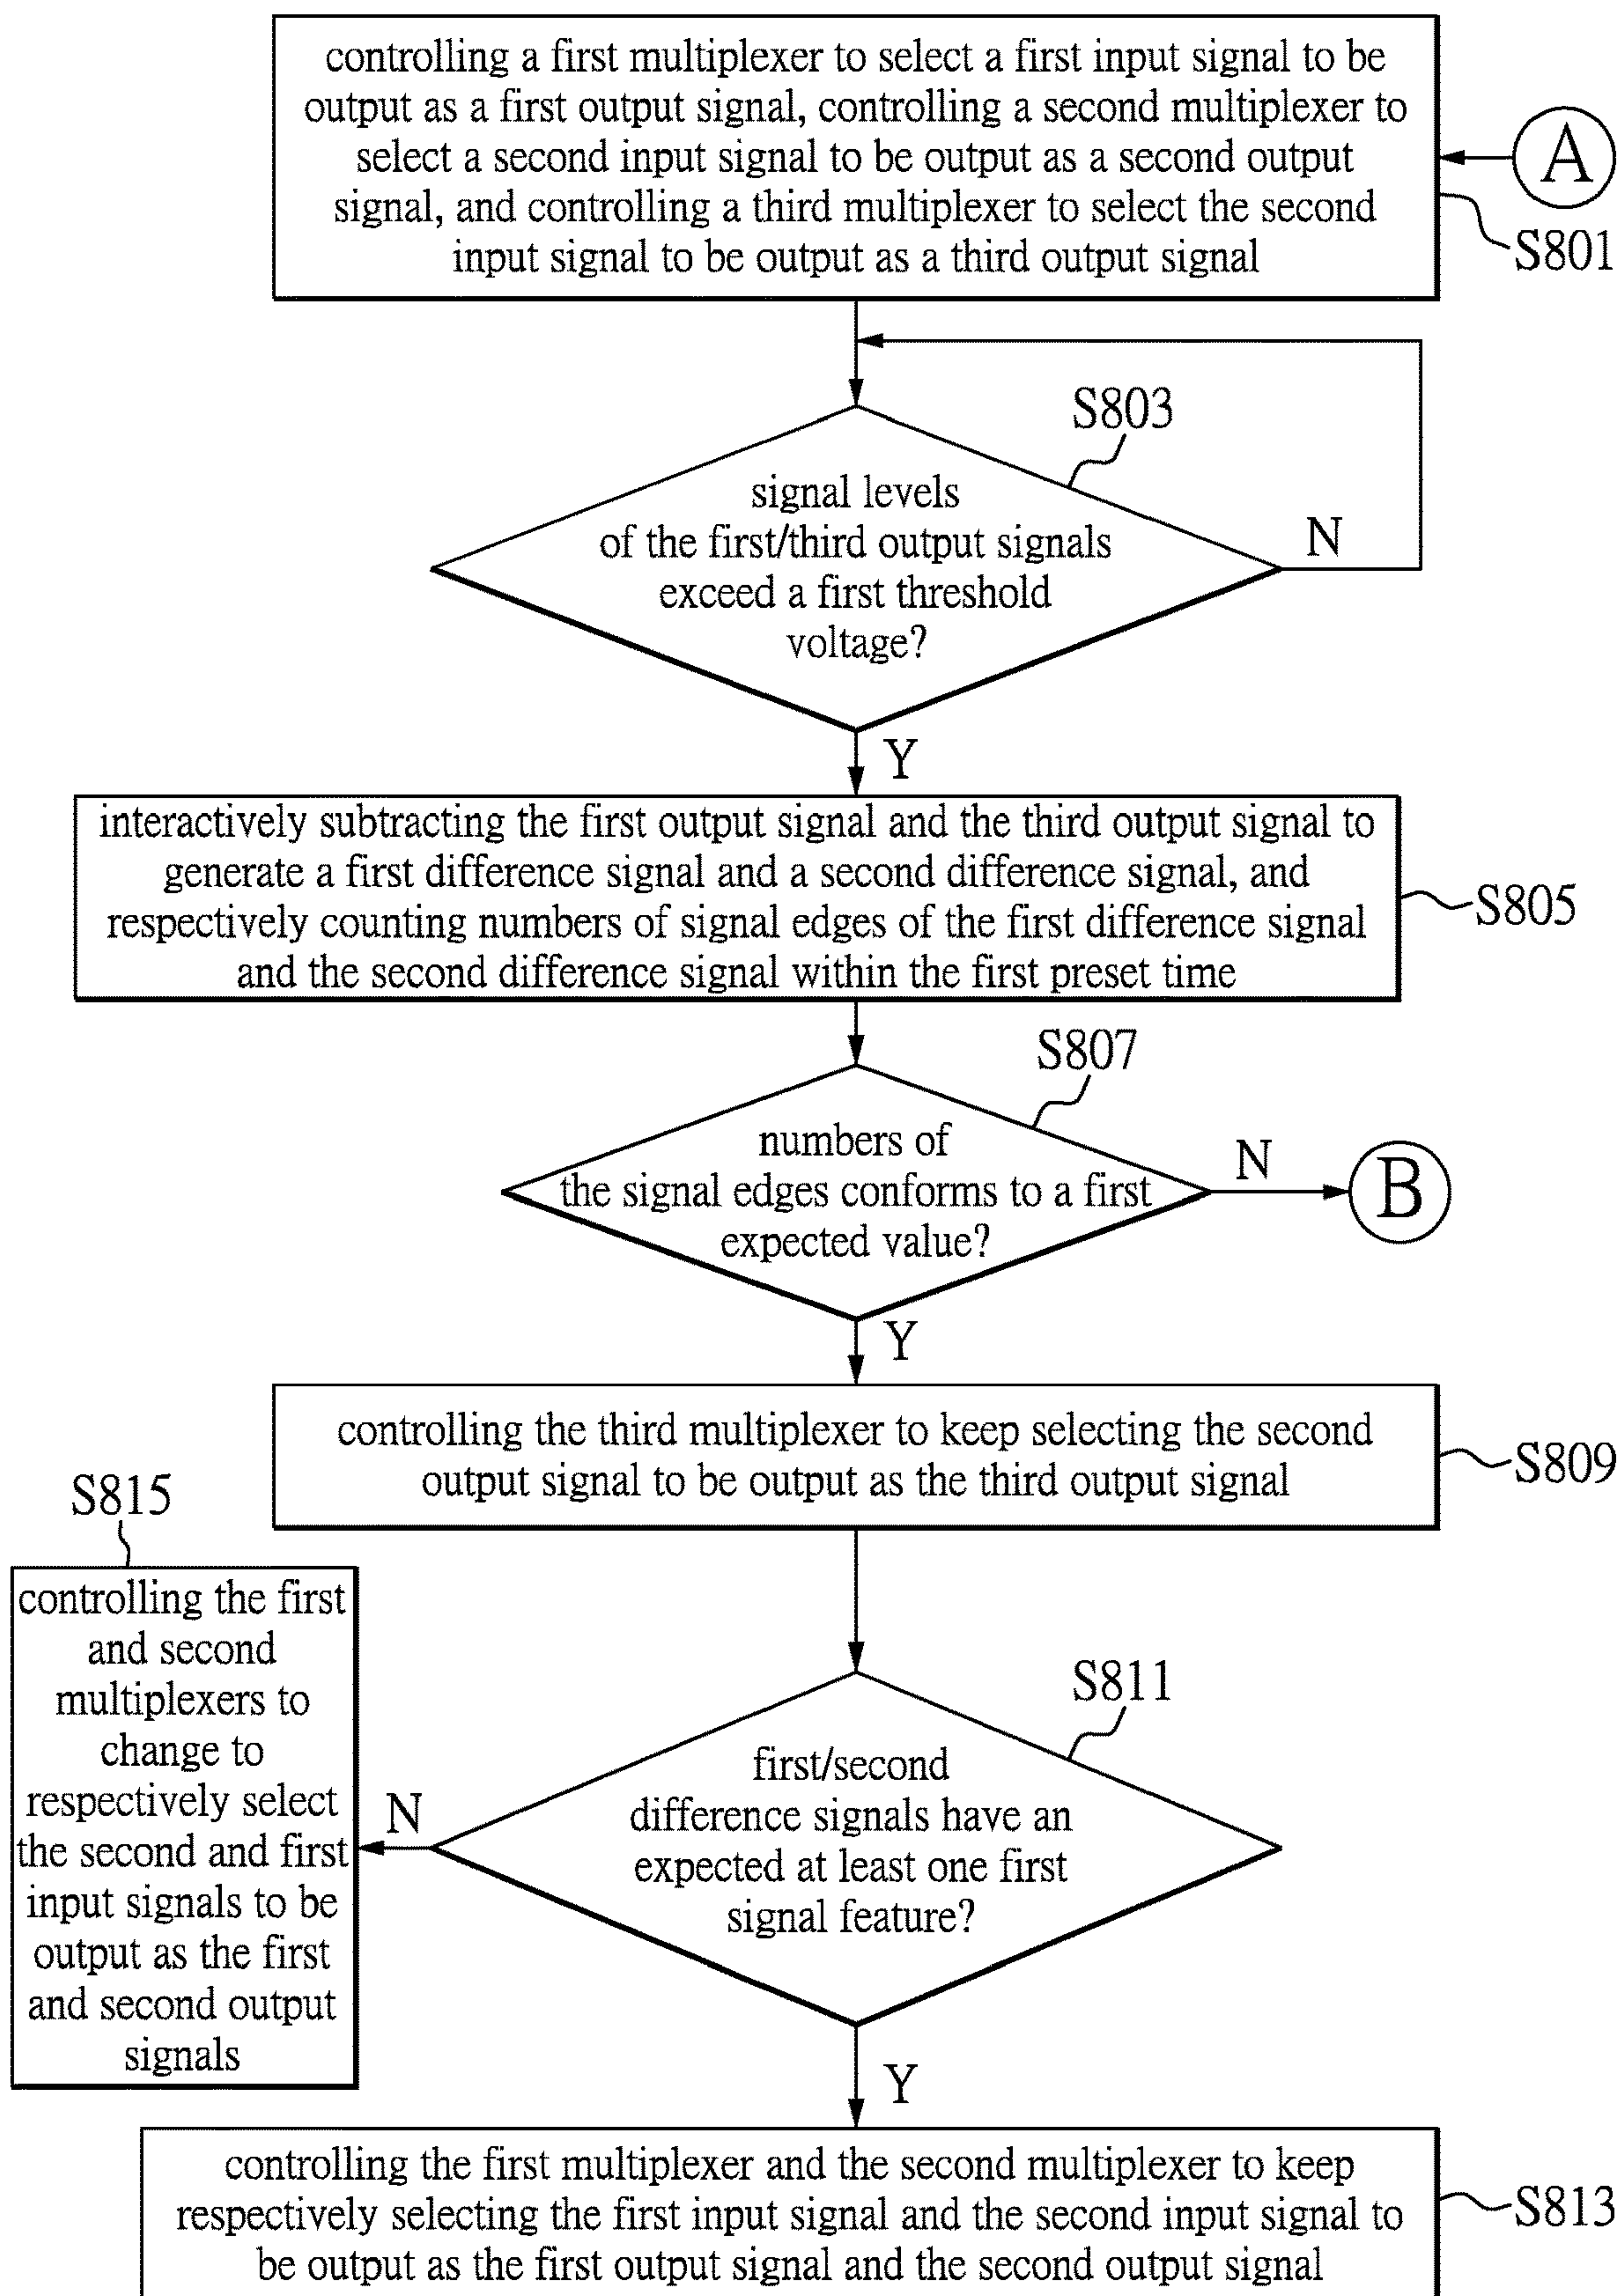 controlling a first multiplexer to select a first input signal to be
output as a first output signal, controlling a second multiplexer to
select a second input signal to be output as a second output
signal, and controlling a third multiplexer to select the second
input signal to be output as a third output signal
A
S801
S803
signal levels
of the first/third output signals
exceed a first threshold
voltage?
N
Y
interactively subtracting the first output signal and the third output signal to
generate a first difference signal and a second difference signal, and
respectively counting numbers of signal edges of the first difference signal
and the second difference signal within the first preset time
S805
S807
numbers of
the signal edges conforms to a first
expected value?
N
B
Y
controlling the third multiplexer to keep selecting the second
output signal to be output as the third output signal
S809
S815
controlling the first
and second
multiplexers to
change to
respectively select
the second and first
input signals to be
output as the first
and second output
signals
N
S811
first/second
difference signals have an
expected at least one first
signal feature?
Y
controlling the first multiplexer and the second multiplexer to keep
respectively selecting the first input signal and the second input signal to
be output as the first output signal and the second output signal
S813